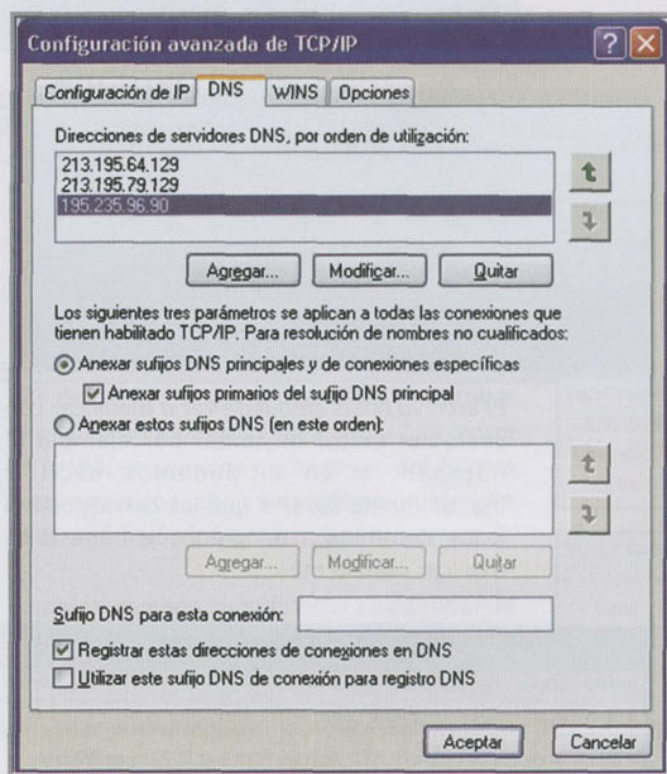 Configuración avanzada de TCP/IP
Configuración de IP DNS WINS Opciones
Direcciones de servidores DNS, por orden de utilización:
213.195.64.129
213.195.79.129
195.235.96.90
Agregar... Modificar... Quitar
Los siguientes tres parámetros se aplican a todas las conexiones que
tienen habilitado TCP/IP. Para resolución de nombres no cualificados:
Anexar sufijos DNS principales y de conexiones específicas
Anexar sufijos primarios del sufijo DNS principal
Anexar estos sufijos DNS (en este orden):
Agregar... Modificar... Quitar
Sufijo DNS para esta conexión:
Registrar estas direcciones de conexiones en DNS
Utilizar este sufijo DNS de conexión para registro DNS
Aceptar Cancelar